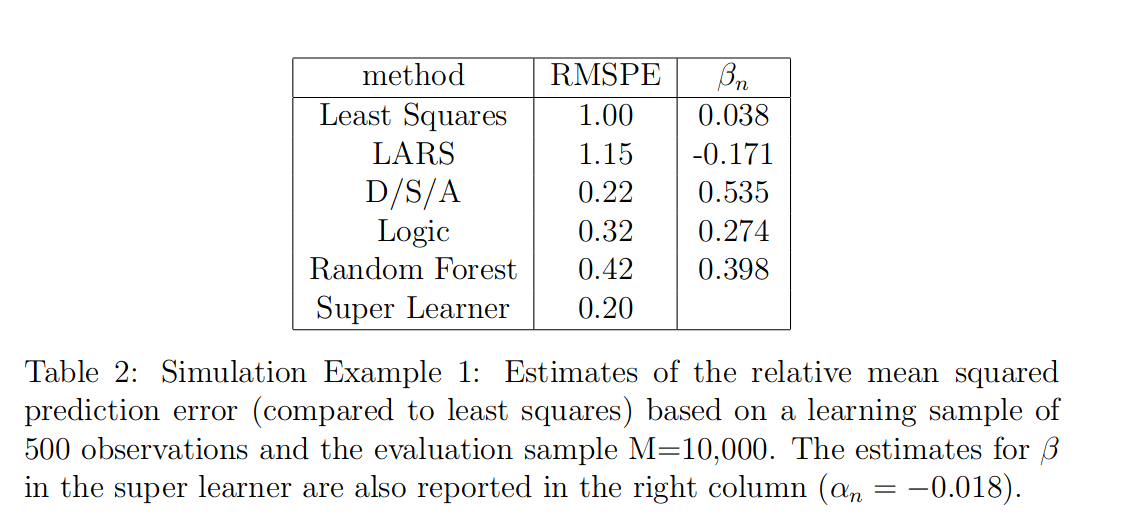 method RMSPE βn
Least Squares 1.00 0.038
LARS 1.15 -0.171
D/S/A 0.22 0.535
Logic 0.32 0.274
Random Forest 0.42 0.398
Super Learner 0.20
Table 2: Simulation Example 1: Estimates of the relative mean squared
prediction error (compared to least squares) based on a learning sample of
500 observations and the evaluation sample M=10,000. The estimates for β
in the super learner are also reported in the right column (αn = −0.018).